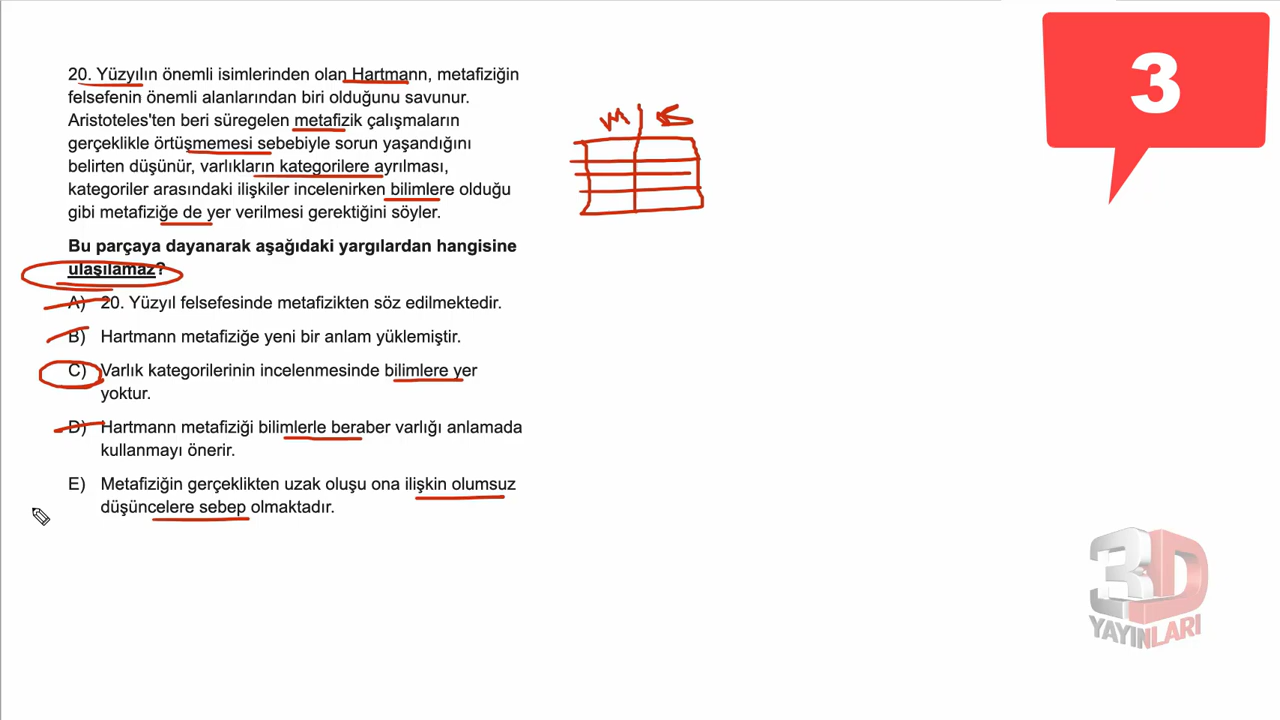 3
20. Yüzyılın önemli isimlerinden olan Hartmann, metafiziğin
felsefenin önemli alanlarından biri olduğunu savunur.
Aristoteles'ten beri süregelen metafizik çalışmaların
gerçeklikle örtüşmemesi sebebiyle sorun yaşandığını
belirten düşünür, varlıkların kategorilere ayrılması,
kategoriler arasındaki ilişkiler incelenirken bilimlere olduğu
gibi metafiziğe de yer verilmesi gerektiğini söyler.
Bu parçaya dayanarak aşağıdaki yargılardan hangisine
ulaşılamaz?
A) 20. Yüzyıl felsefesinde metafizikten söz edilmektedir.
B) Hartmann metafiziğe yeni bir anlam yüklemiştir.
C) Varlık kategorilerinin incelenmesinde bilimlere yer
yoktur.
D) Hartmann metafiziği bilimlerle beraber varlığı anlamada
kullanmayı önerir.
E) Metafiziğin gerçeklikten uzak oluşu ona ilişkin olumsuz
düşüncelere sebep olmaktadır.
3D
YAYINLARI